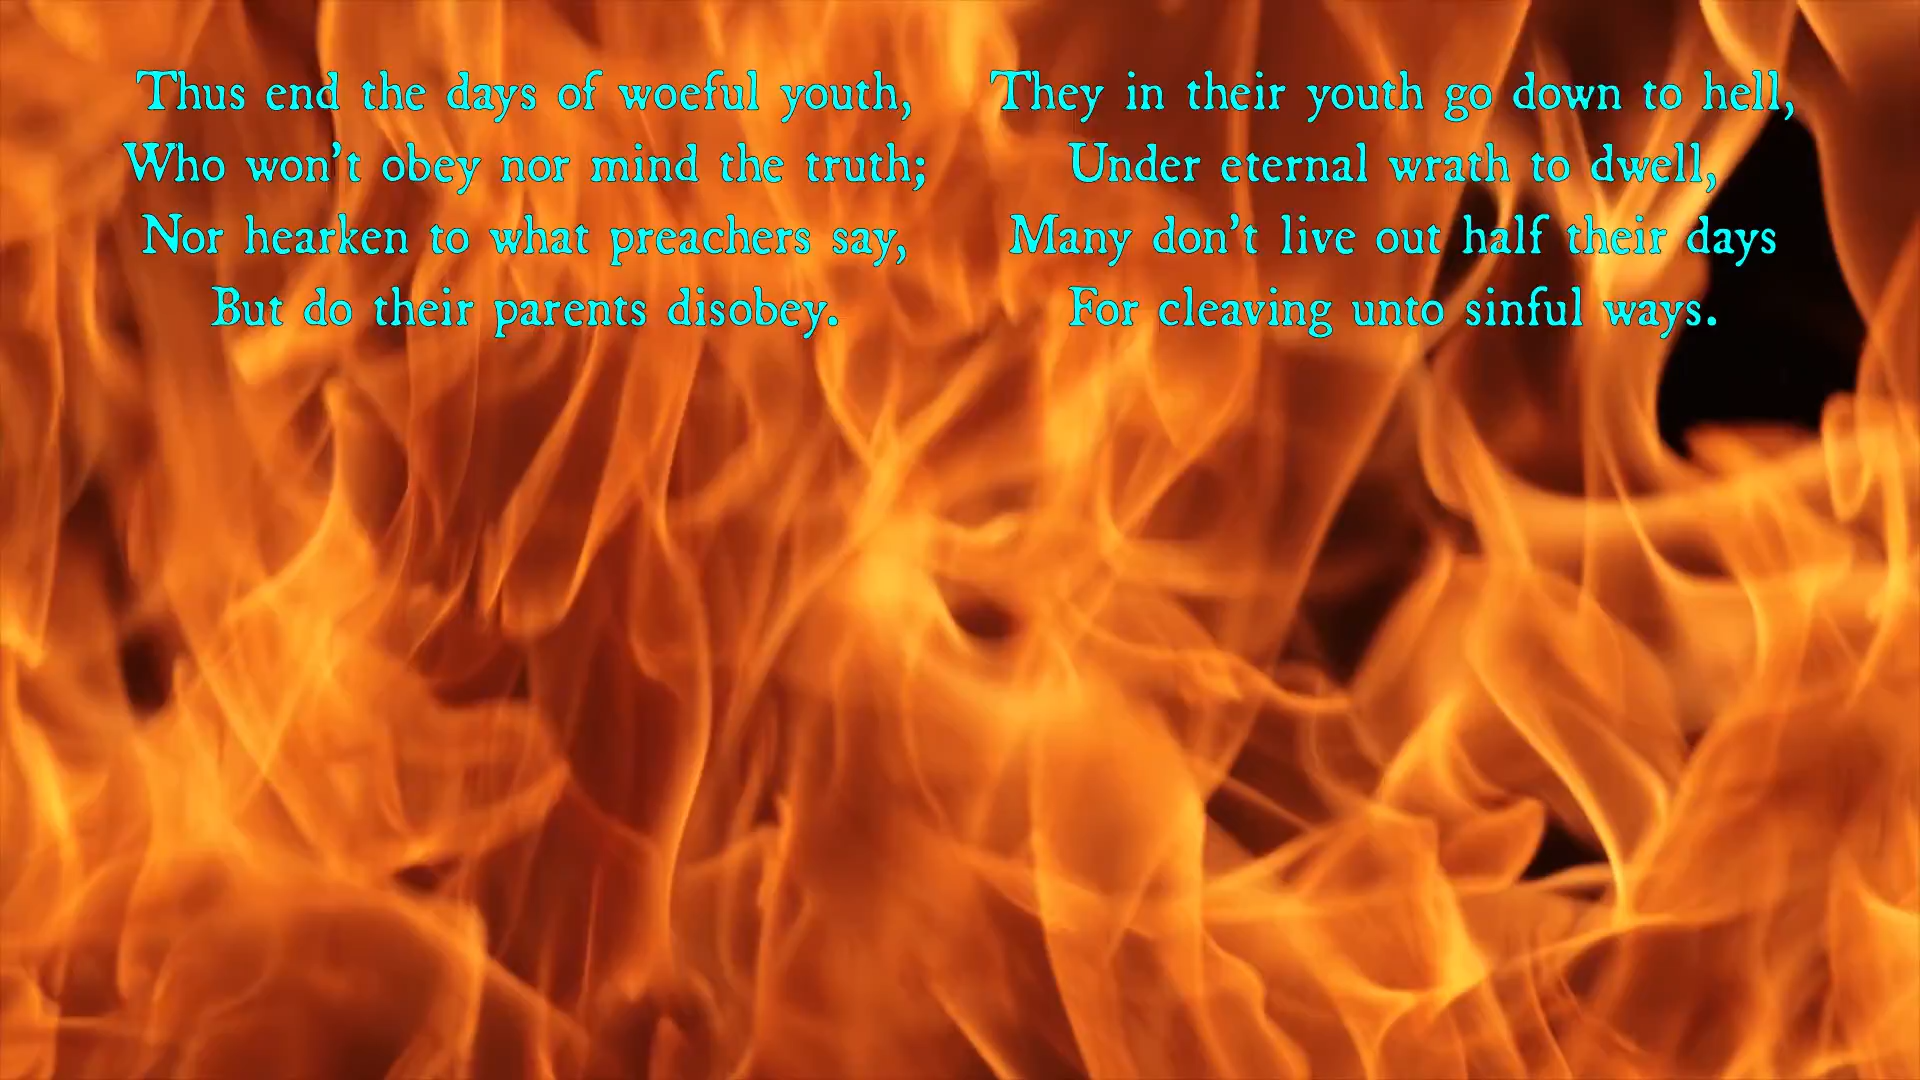 Thus end the days of woeful youth,
Who won't obey nor mind the truth;
Nor hearken to what preachers say,
But do their parents disobey.
They in their youth go down to hell,
Under eternal wrath to dwell,
Many don't live out half their days
For cleaving unto sinful ways.